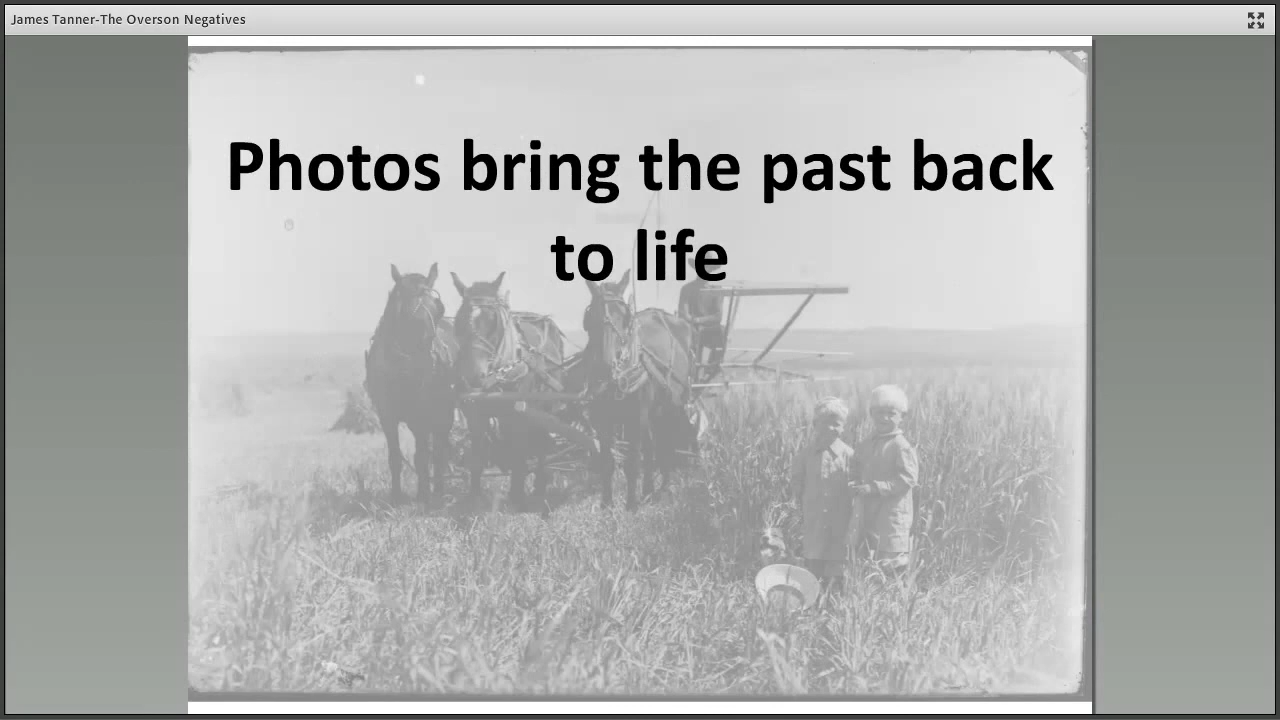 James Tanner-The Overson Negatives
Photos bring the past back
to life